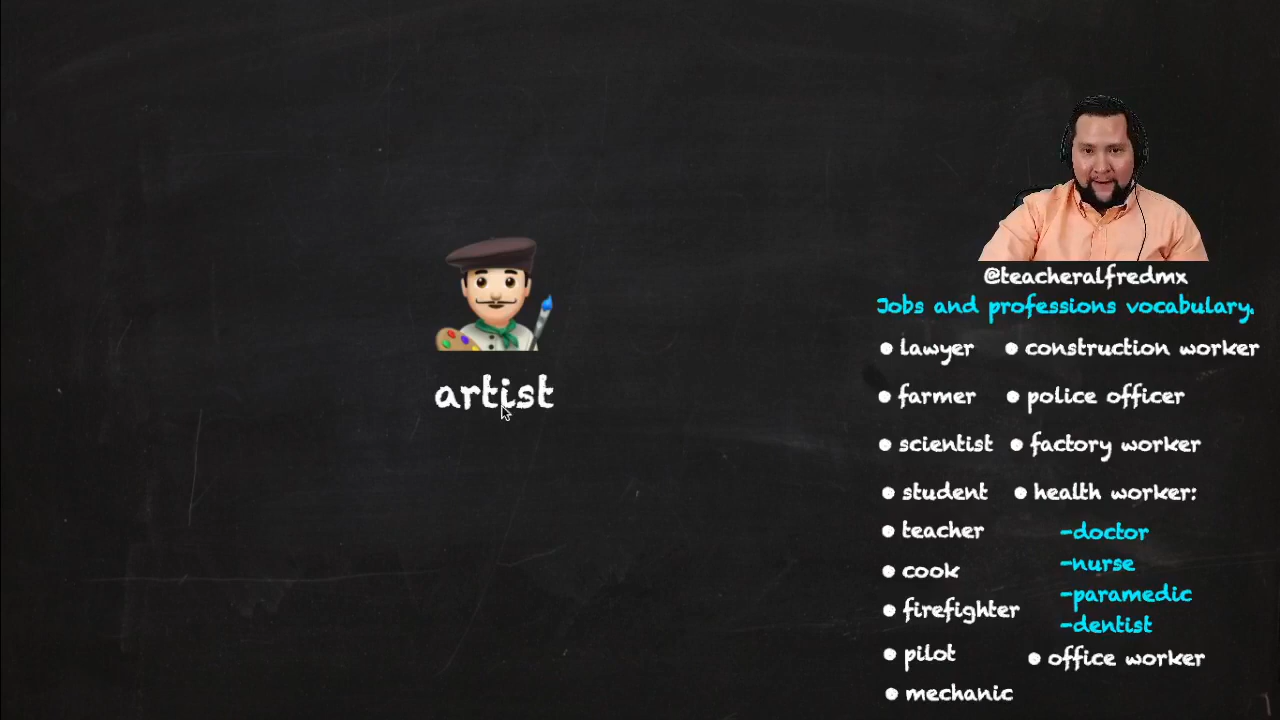 artist
@teacheralfredmx
Jobs and professions vocabulary.
• lawyer
• farmer
• scientist
• student
• teacher
• cook
• firefighter
• pilot
• mechanic
• construction worker
• police officer
• factory worker
• health worker:
-doctor
-nurse
-paramedic
-dentist
• office worker